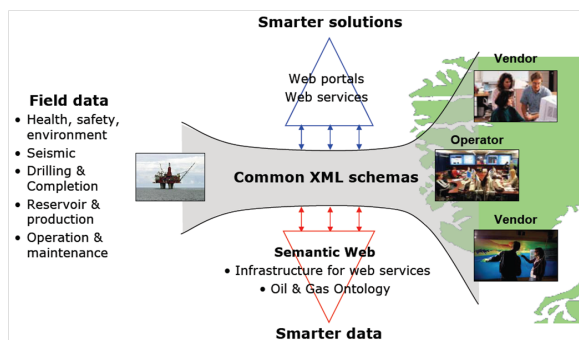 Smarter solutions
Web portals
Web services
Field data
• Health, safety,
environment
• Seismic
• Drilling &
Completion
• Reservoir &
production
• Operation &
maintenance
Common XML schemas
Vendor
Operator
Vendor
Semantic Web
• Infrastructure for web services
• Oil & Gas Ontology
Smarter data